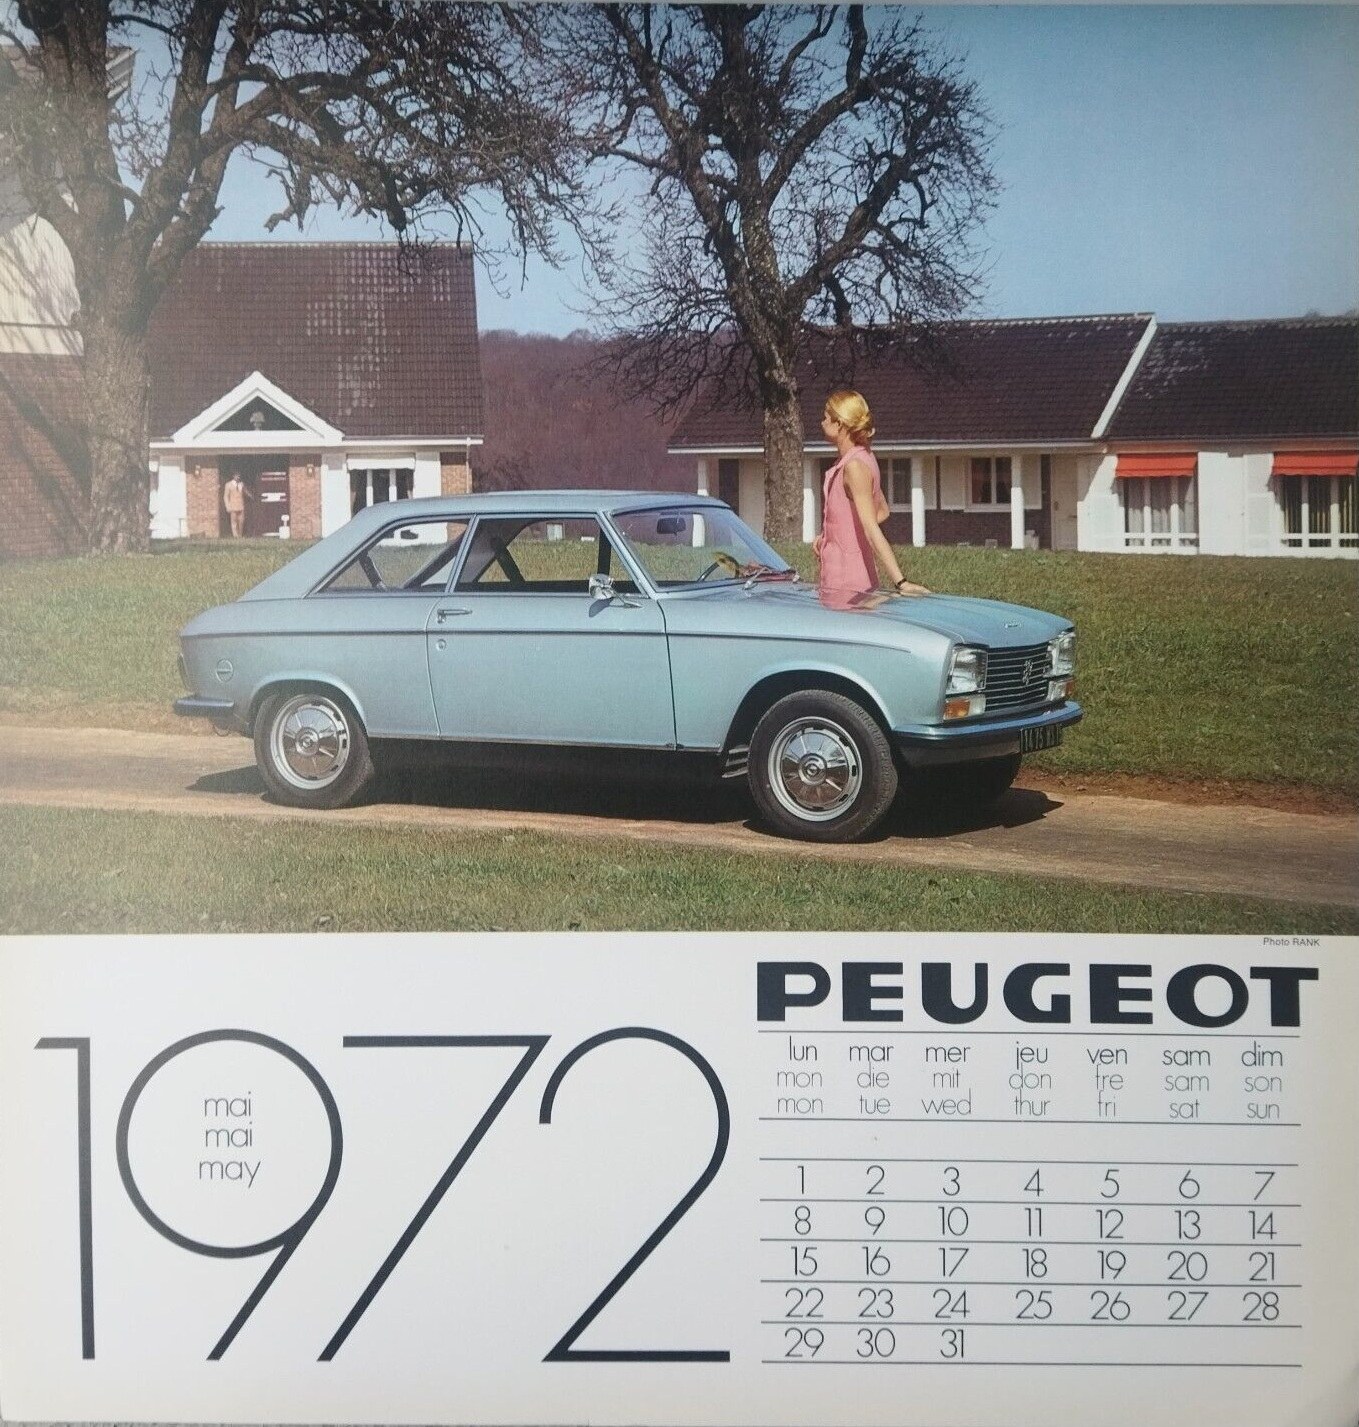 Photo RANK
PEUGEOT
1972
mai
mai
may
lun mar mer jeu ven sam dim
mon die mit don fre sam son
mon tue wed thur fri sat sun
1 2 3 4 5 6 7
8 9 10 11 12 13 14
15 16 17 18 19 20 21
22 23 24 25 26 27 28
29 30 31